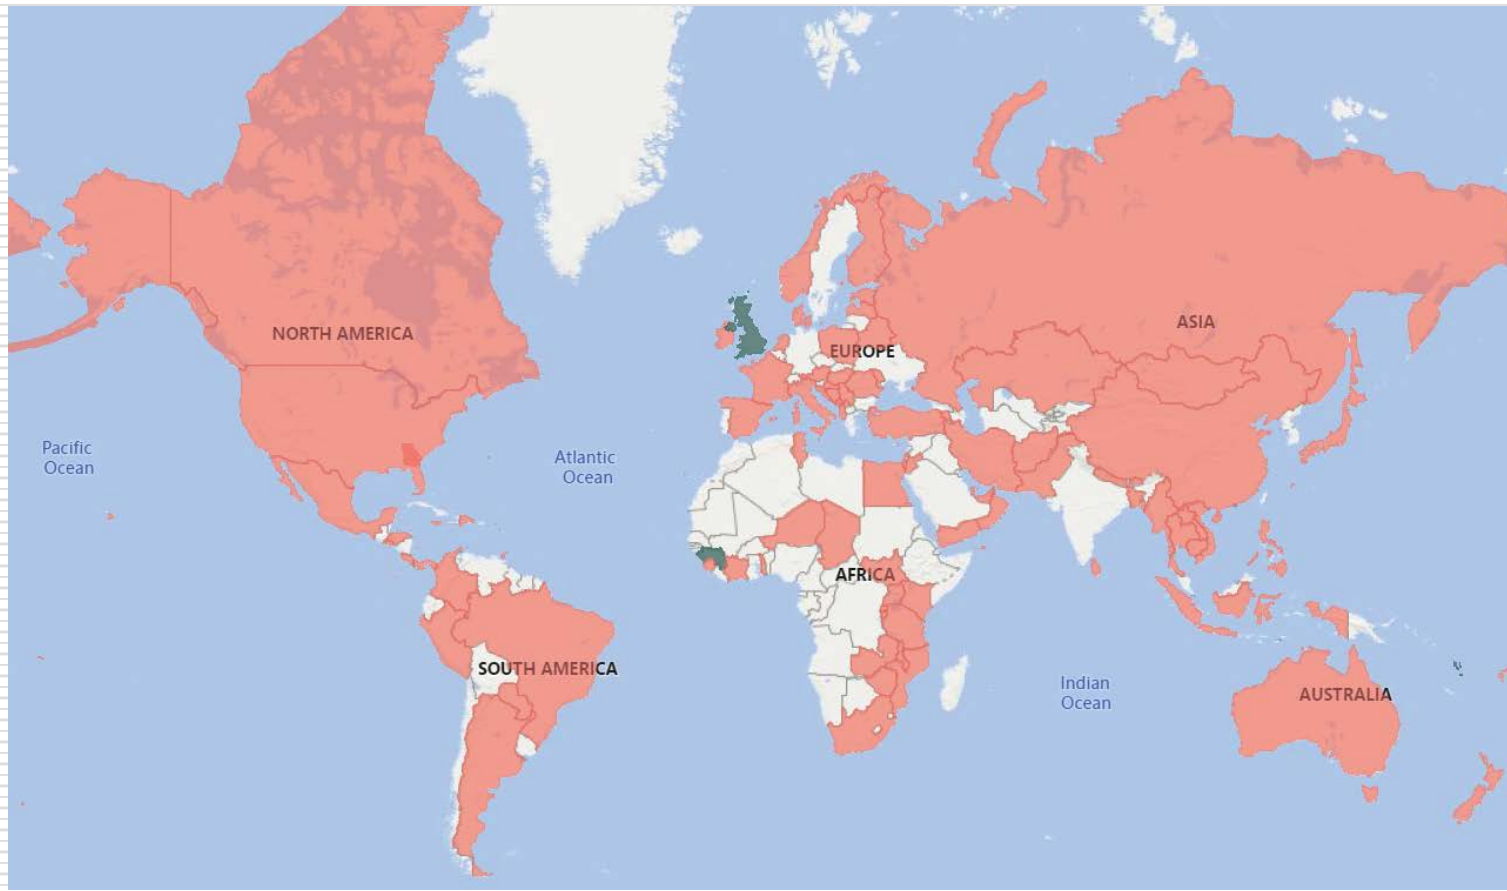 NORTH AMERICA
ASIA
EUROPE
Pacific
Ocean
Atlantic
Ocean
AFRICA
SOUTH AMERICA
Indian
Ocean
AUSTRALIA